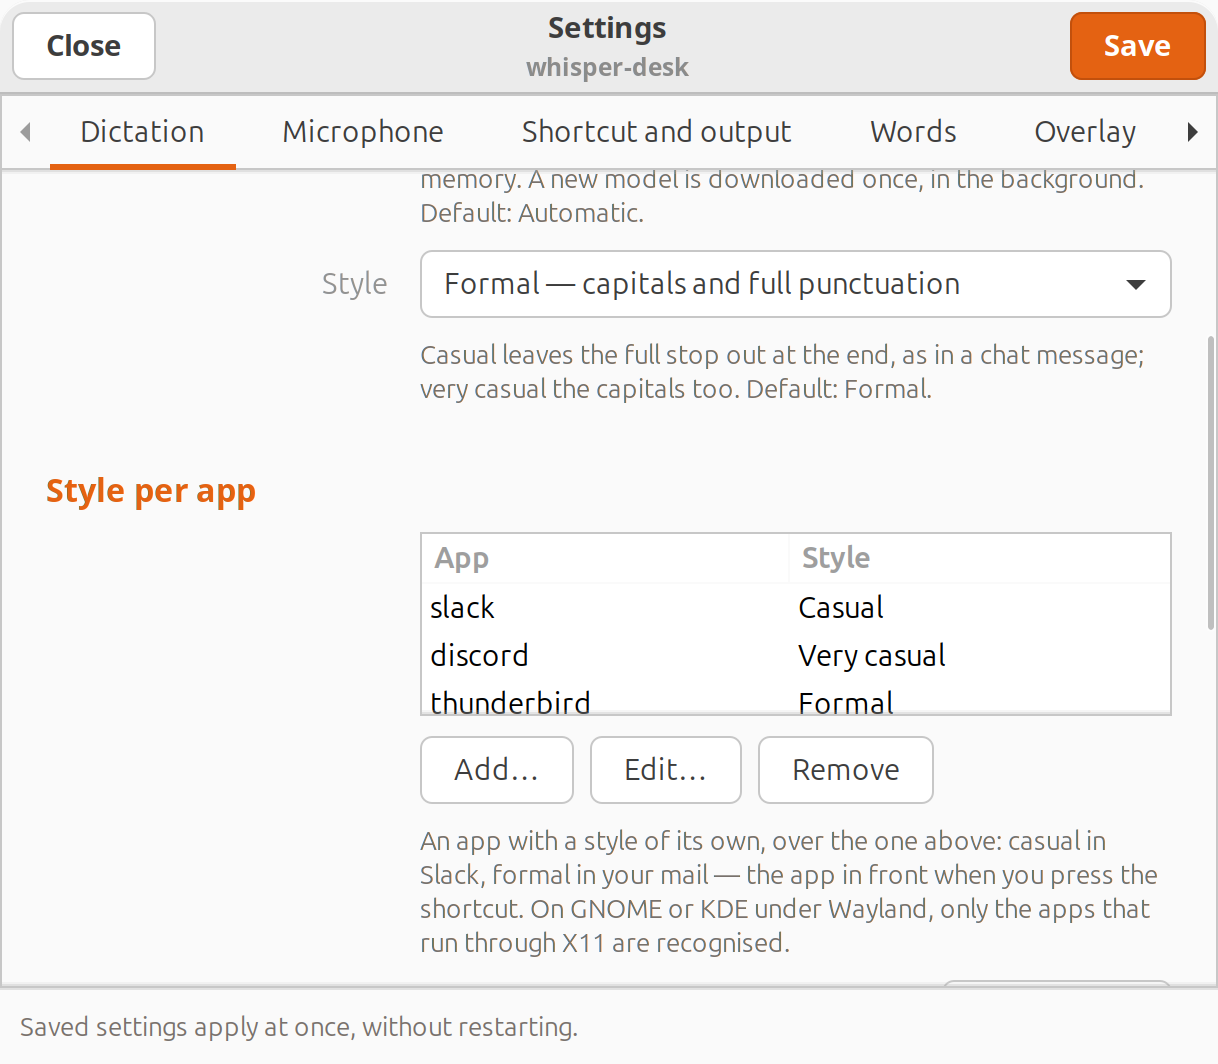 Close
Settings
whisper-desk
Save
Dictation
Microphone
Shortcut and output
Words
Overlay
memory. A new model is downloaded once, in the background.
Default: Automatic.
Style
Formal — capitals and full punctuation
Casual leaves the full stop out at the end, as in a chat message;
very casual the capitals too. Default: Formal.
Style per app
App Style
slack Casual
discord Very casual
thunderbird Formal
Add…
Edit…
Remove
An app with a style of its own, over the one above: casual in
Slack, formal in your mail — the app in front when you press the
shortcut. On GNOME or KDE under Wayland, only the apps that
run through X11 are recognised.
Saved settings apply at once, without restarting.